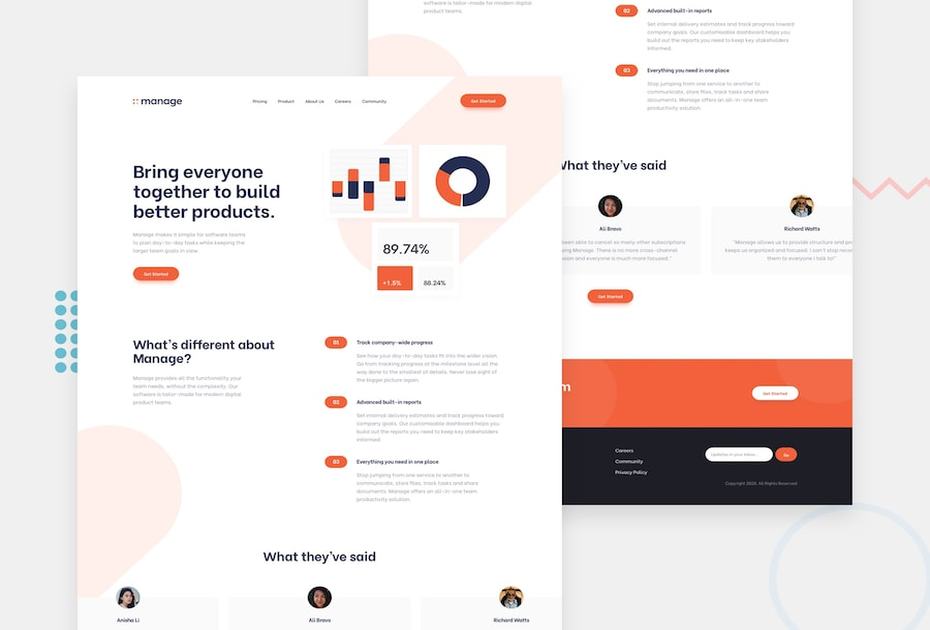 manage
Pricing Product About Us Careers Community
Get Started
Bring everyone
together to build
better products.
Manage makes it simple for software teams
to plan day-to-day tasks while keeping the
larger team goals in view.
Get Started
89.74%
+1.5%
88.24%
What's different about
Manage?
Manage provides all the functionality your
team needs, without the complexity. Our
software is tailor-made for modern digital
product teams.
01 Track company-wide progress
See how your day-to-day tasks fit into the wider vision.
Go from tracking progress at the milestone level all the
way done to the smallest of details. Never lose sight of
the bigger picture again.
02 Advanced built-in reports
Set internal delivery estimates and track progress toward
company goals. Our customisable dashboard helps you
build out the reports you need to keep key stakeholders
informed.
03 Everything you need in one place
Stop jumping from one service to another to
communicate, store files, track tasks and share
documents. Manage offers an all-in-one team
productivity solution.
What they've said
Anisha Li
Ali Bravo
Richard Watts
software is tailor-made for modern digital
product teams.
02 Advanced built-in reports
Set internal delivery estimates and track progress toward
company goals. Our customisable dashboard helps you
build out the reports you need to keep key stakeholders
informed.
03 Everything you need in one place
Stop jumping from one service to another to
communicate, store files, track tasks and share
documents. Manage offers an all-in-one team
productivity solution.
What they've said
Ali Bravo
been able to cancel so many other subscriptions
Manage. There is no more cross-channel
and everyone is much more focused."
Richard Watts
"Manage allows us to provide structure and
keeps us organized and focused. I can't stop
them to everyone I talk to!"
Get Started
Get Started
Careers
Community
Privacy Policy
Updates in your inbox...
Go
Copyright 2020. All Rights Reserved